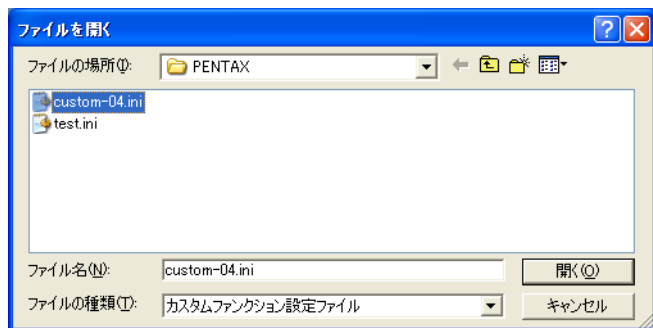 ファイルを開く
ファイルの場所(I):
PENTAX
custom-04.ini
test.ini
ファイル名(N):
custom-04.ini
開く(O)
ファイルの種類(T):
カスタムファンクション設定ファイル
キャンセル